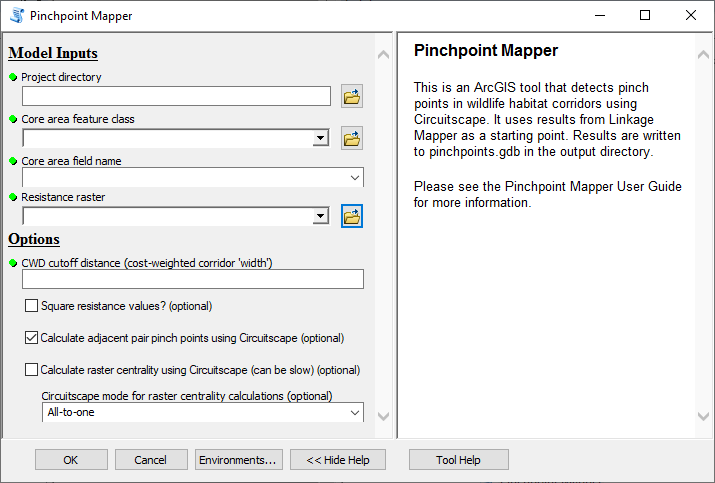 Pinchpoint Mapper
Model Inputs
Project directory
Core area feature class
Core area field name
Resistance raster
Options
CWD cutoff distance (cost-weighted corridor 'width')
Square resistance values? (optional)
Calculate adjacent pair pinch points using Circuitscape (optional)
Calculate raster centrality using Circuitscape (can be slow) (optional)
Circuitscape mode for raster centrality calculations (optional)
All-to-one
Pinchpoint Mapper
This is an ArcGIS tool that detects pinch
points in wildlife habitat corridors using
Circuitscape. It uses results from Linkage
Mapper as a starting point. Results are written
to pinchpoints.gdb in the output directory.
Please see the Pinchpoint Mapper User Guide
for more information.
OK
Cancel
Environments...
<< Hide Help
Tool Help